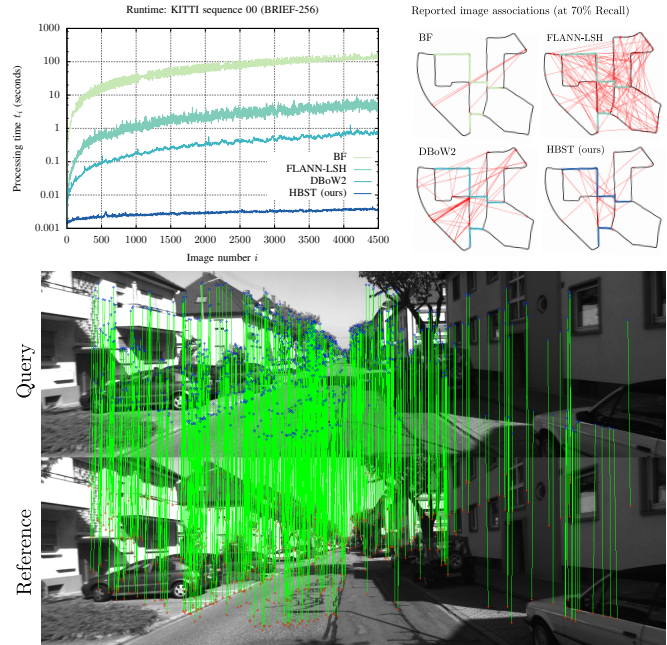 Runtime: KITTI sequence 00 (BRIEF-256)
Processing time tᵢ (seconds)
1000
100
10
1
0.1
0.01
0.001
0
500
1000
1500
2000
2500
3000
3500
4000
4500
Image number i
BF
FLANN-LSH
DBoW2
HBST (ours)
Reported image associations (at 70% Recall)
BF
FLANN-LSH
DBoW2
HBST (ours)
Query
Reference